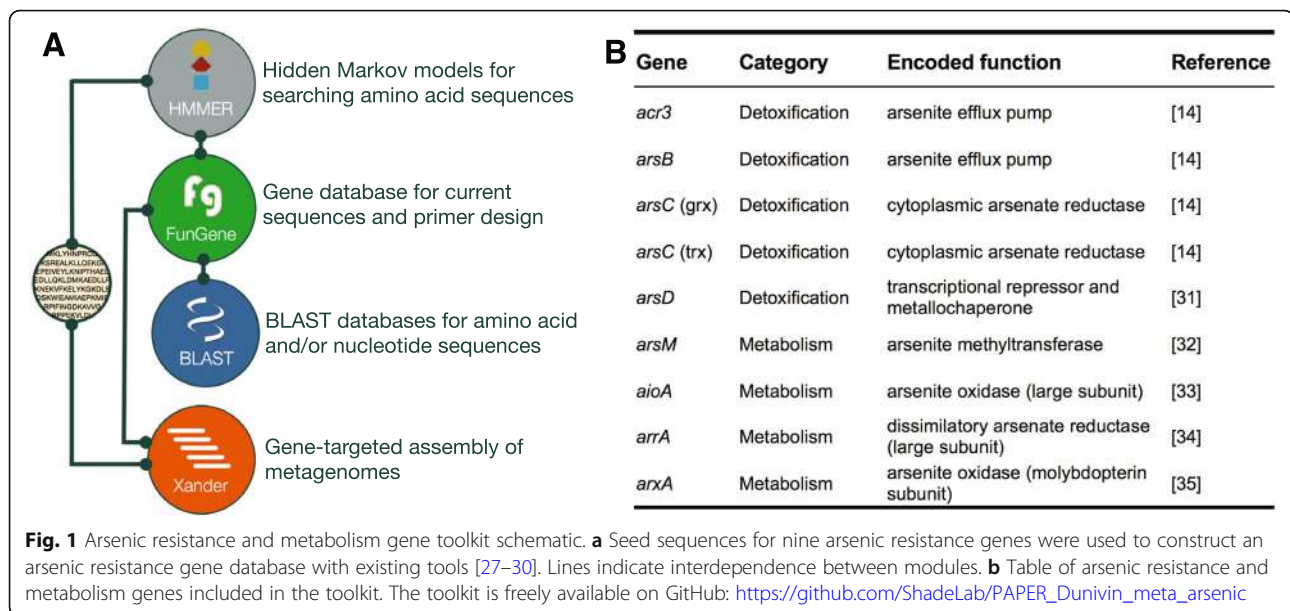 A
HMMER
Hidden Markov models for
searching amino acid sequences
Fg
FunGene
Gene database for current
sequences and primer design
BLAST
BLAST databases for amino acid
and/or nucleotide sequences
Xander
Gene-targeted assembly of
metagenomes
B
Gene Category Encoded function Reference
acr3 Detoxification arsenite efflux pump [14]
arsB Detoxification arsenite efflux pump [14]
arsC (grx) Detoxification cytoplasmic arsenate reductase [14]
arsC (trx) Detoxification cytoplasmic arsenate reductase [14]
arsD Detoxification transcriptional repressor and
metallochaperone [31]
arsM Metabolism arsenite methyltransferase [32]
aioA Metabolism arsenite oxidase (large subunit) [33]
arrA Metabolism dissimilatory arsenate reductase
(large subunit) [34]
arxA Metabolism arsenite oxidase (molybdopterin
subunit) [35]
Fig. 1 Arsenic resistance and metabolism gene toolkit schematic. a Seed sequences for nine arsenic resistance genes were used to construct an
arsenic resistance gene database with existing tools [27–30]. Lines indicate interdependence between modules. b Table of arsenic resistance and
metabolism genes included in the toolkit. The toolkit is freely available on GitHub: https://github.com/ShadeLab/PAPER_Dunivin_meta_arsenic